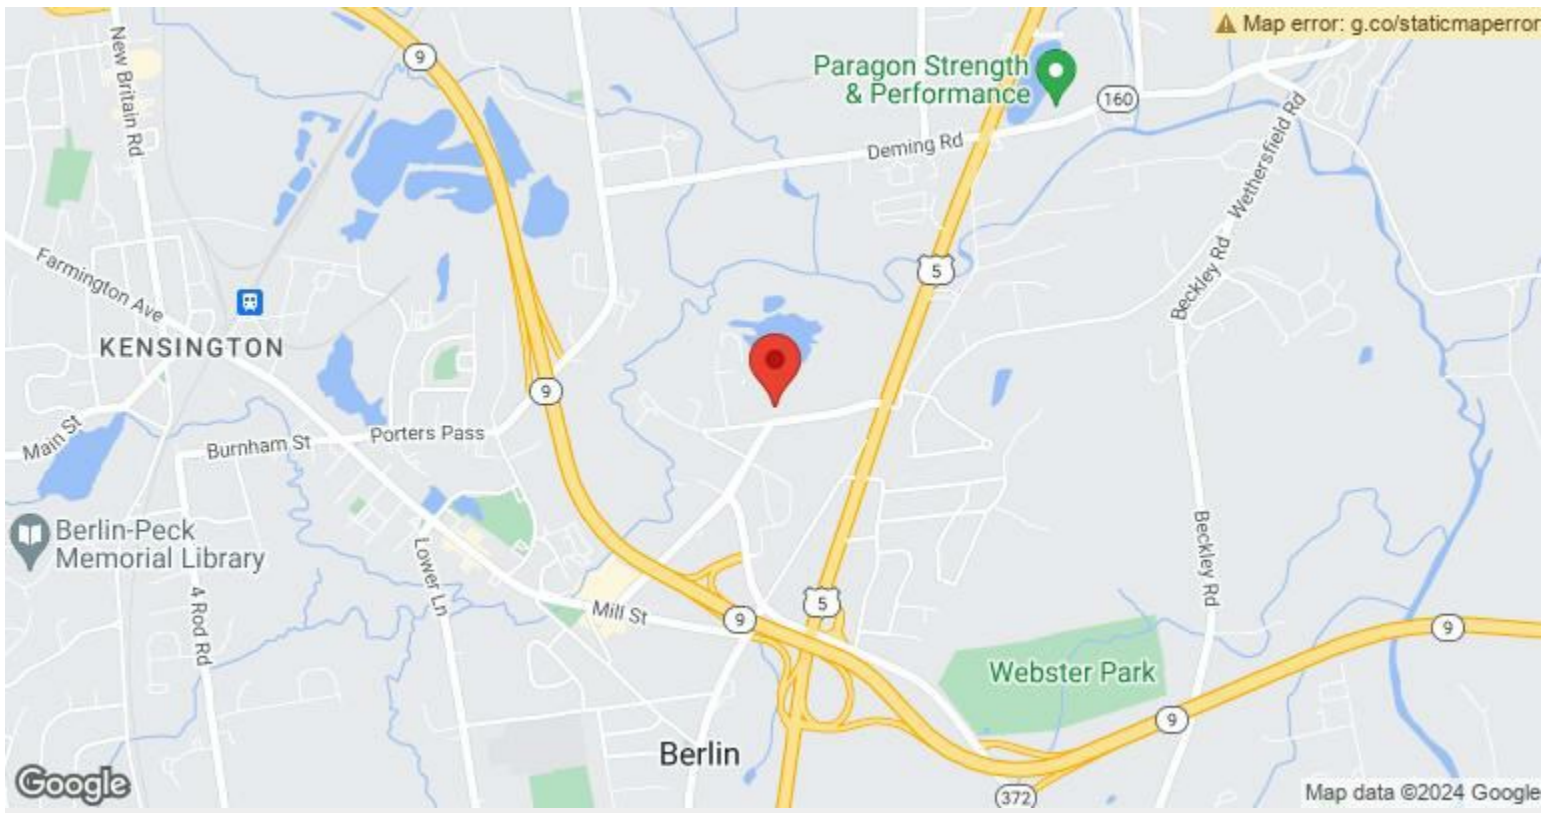 Map error: g.co/staticmaperror
9
New Britain Rd
Paragon Strength
& Performance
160
Deming Rd
Wethersfield Rd
Beckley Rd
5
Farmington Ave
KENSINGTON
9
Main St
Burnham St
Porters Pass
Berlin-Peck
Memorial Library
Lower Ln
4 Rod Rd
Mill St
9
5
Beckley Rd
9
Webster Park
9
Berlin
372
Google
Map data ©2024 Google